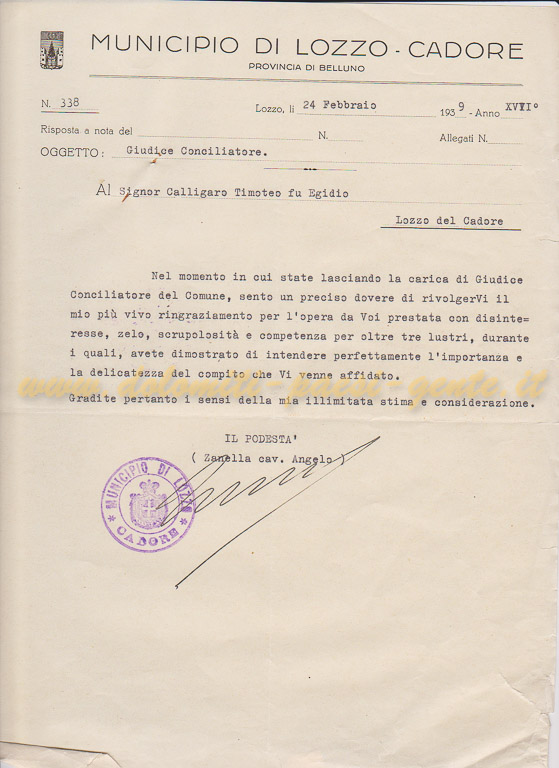 MUNICIPIO DI LOZZO - CADORE
PROVINCIA DI BELLUNO
N. 338 Lozzo, li 24 Febbraio 1939 - Anno XVII°
Risposta a nota del N. Allegati N.
OGGETTO: Giudice Conciliatore.
Al Signor Calligaro Timoteo fu Egidio
Lozzo del Cadore
Nel momento in cui state lasciando la carica di Giudice
Conciliatore del Comune, sento un preciso dovere di rivolgerVi il
mio più vivo ringraziamento per l'opera da Voi prestata con disinte=
resse, zelo, scrupolosità e competenza per oltre tre lustri, durante
i quali, avete dimostrato di intendere perfettamente l'importanza e
la delicatezza del compito che Vi venne affidato.
www.dolomiti-paesi-gente.it
Gradite pertanto i sensi della mia illimitata stima e considerazione.
IL PODESTA'
( Zanella cav. Angelo )
MUNICIPIO DI LOZZO
* CADORE *